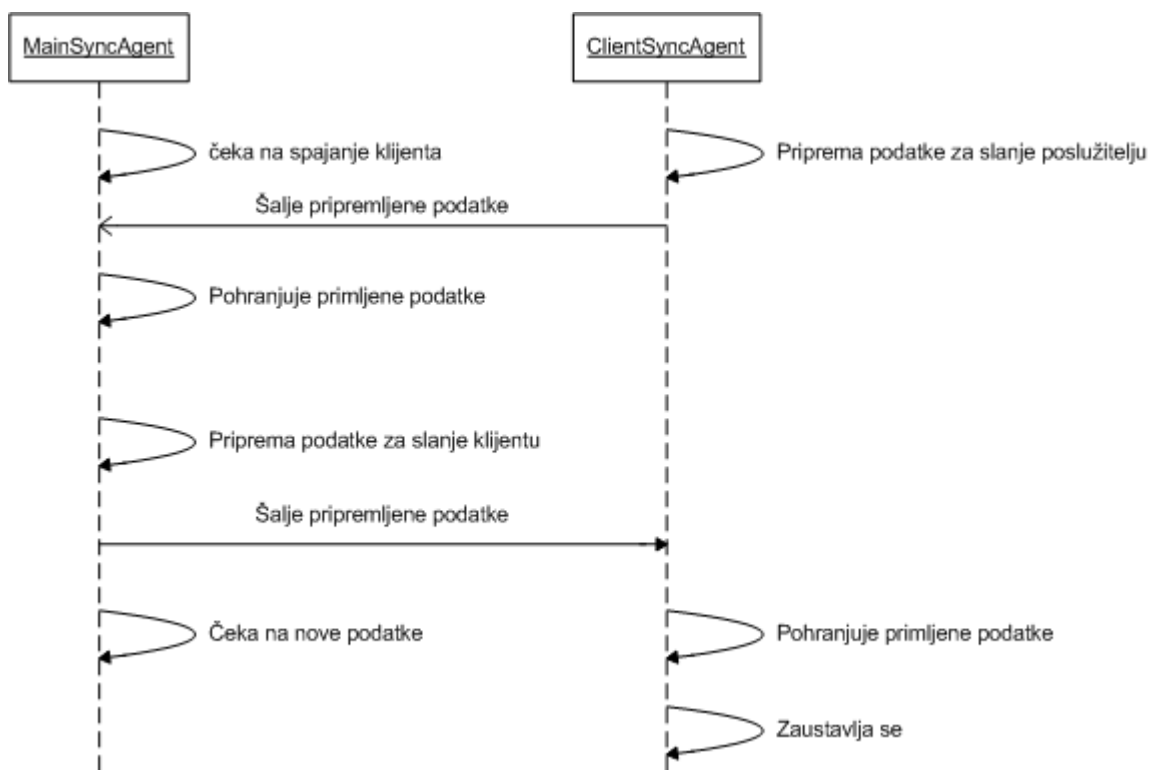 MainSyncAgent
ClientSyncAgent
čeka na spajanje klijenta
Priprema podatke za slanje poslužitelju
Šalje pripremljene podatke
Pohranjuje primljene podatke
Priprema podatke za slanje klijentu
Šalje pripremljene podatke
Čeka na nove podatke
Pohranjuje primljene podatke
Zaustavlja se